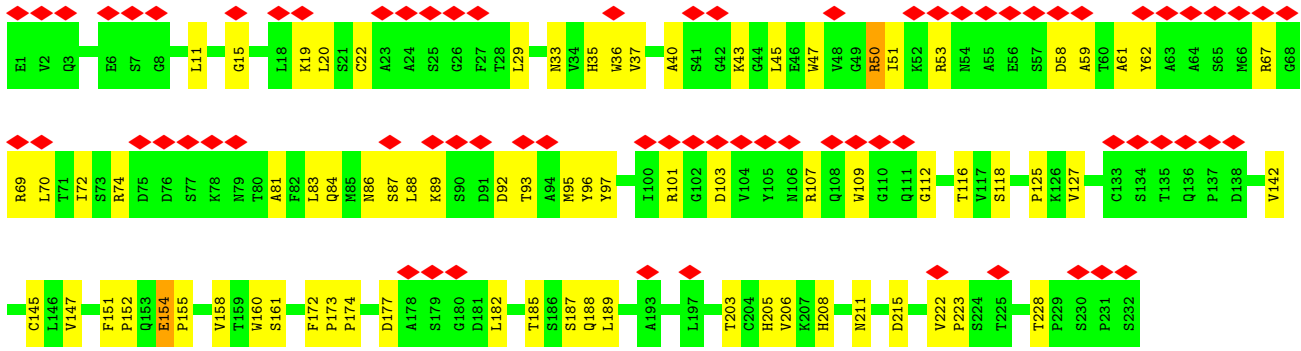 E1 V2 Q3 E6 S7 G8 L11 G15 L18 K19 L20 S21 C22 A23 A24 S25 G26 F27 T28 L29 N33 V34 H35 W36 V37 A40 S41 G42 K43 G44 L45 E46 W47 V48 G49 R50 I51 K52 R53 N54 A55 E56 S57 D58 A59 T60 A61 Y62 A63 A64 S65 M66 R67 G68
R69 L70 T71 I72 S73 R74 D75 D76 S77 K78 N79 T80 A81 F82 L83 Q84 M85 N86 S87 L88 K89 S90 D91 D92 T93 A94 M95 Y96 Y97 I100 R101 G102 D103 V104 Y105 N106 R107 Q108 W109 G110 Q111 G112 T116 V117 S118 P125 K126 V127 C133 S134 T135 Q136 P137 D138 V142
C145 L146 V147 F151 P152 Q153 E154 P155 V158 T159 W160 S161 F172 P173 P174 D177 A178 S179 G180 D181 L182 T185 S186 S187 Q188 L189 A193 L197 T203 C204 H205 V206 K207 H208 N211 D215 V222 P223 S224 T225 T228 P229 S230 P231 S232